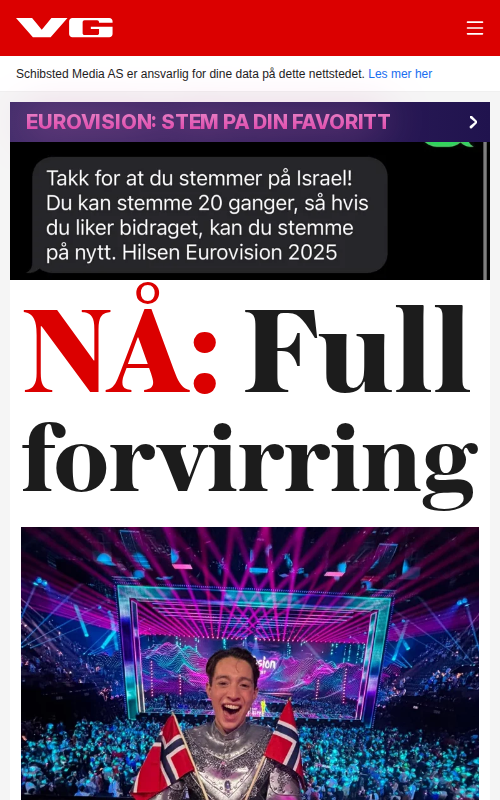 VG
Schibsted Media AS er ansvarlig for dine data på dette nettstedet. Les mer her
EUROVISION: STEM PA DIN FAVORITT
Takk for at du stemmer på Israel!
Du kan stemme 20 ganger, så hvis
du liker bidraget, kan du stemme
på nytt. Hilsen Eurovision 2025
NÅ: Full
forvirring